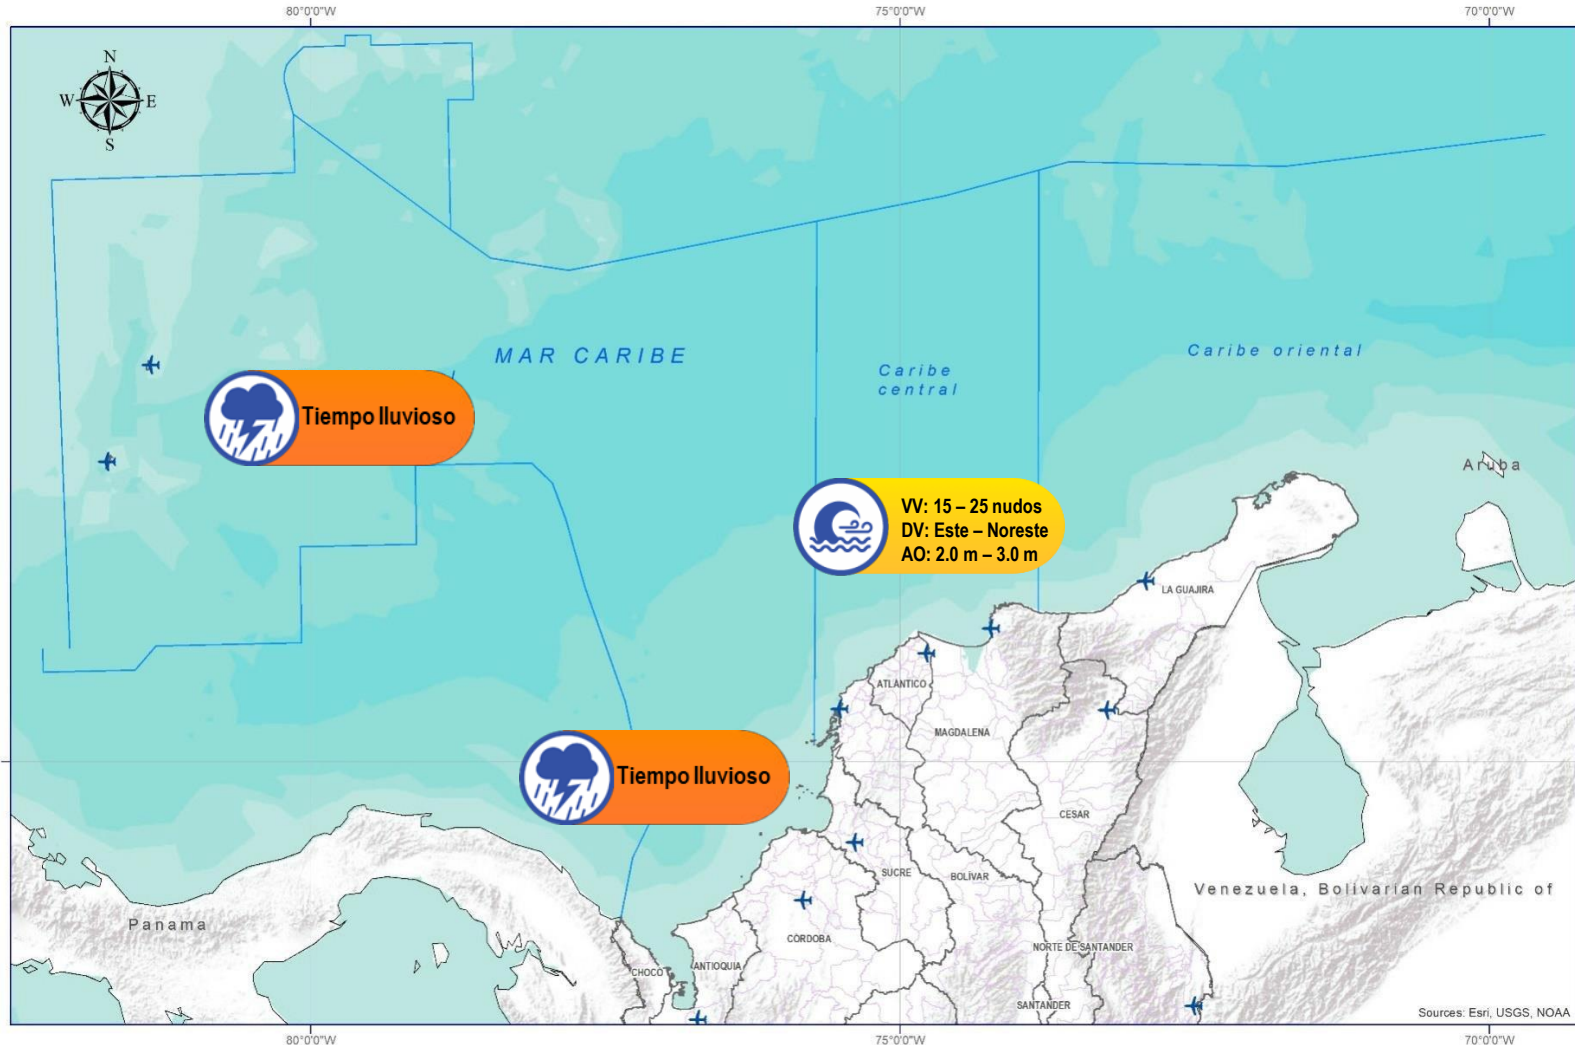 80°0'0"W
75°0'0"W
70°0'0"W
N
W
E
S
MAR CARIBE
Caribe
central
Caribe oriental
Tiempo lluvioso
VV: 15 – 25 nudos
DV: Este – Noreste
AO: 2.0 m – 3.0 m
Aruba
LA GUAJIRA
ATLÁNTICO
MAGDALENA
Tiempo lluvioso
CESAR
SUCRE
BOLÍVAR
Venezuela, Bolivarian Republic of
Panama
CÓRDOBA
NORTE DE SANTANDER
CHOCO
ANTIOQUIA
SANTANDER
Sources: Esri, USGS, NOAA
80°0'0"W
75°0'0"W
70°0'0"W